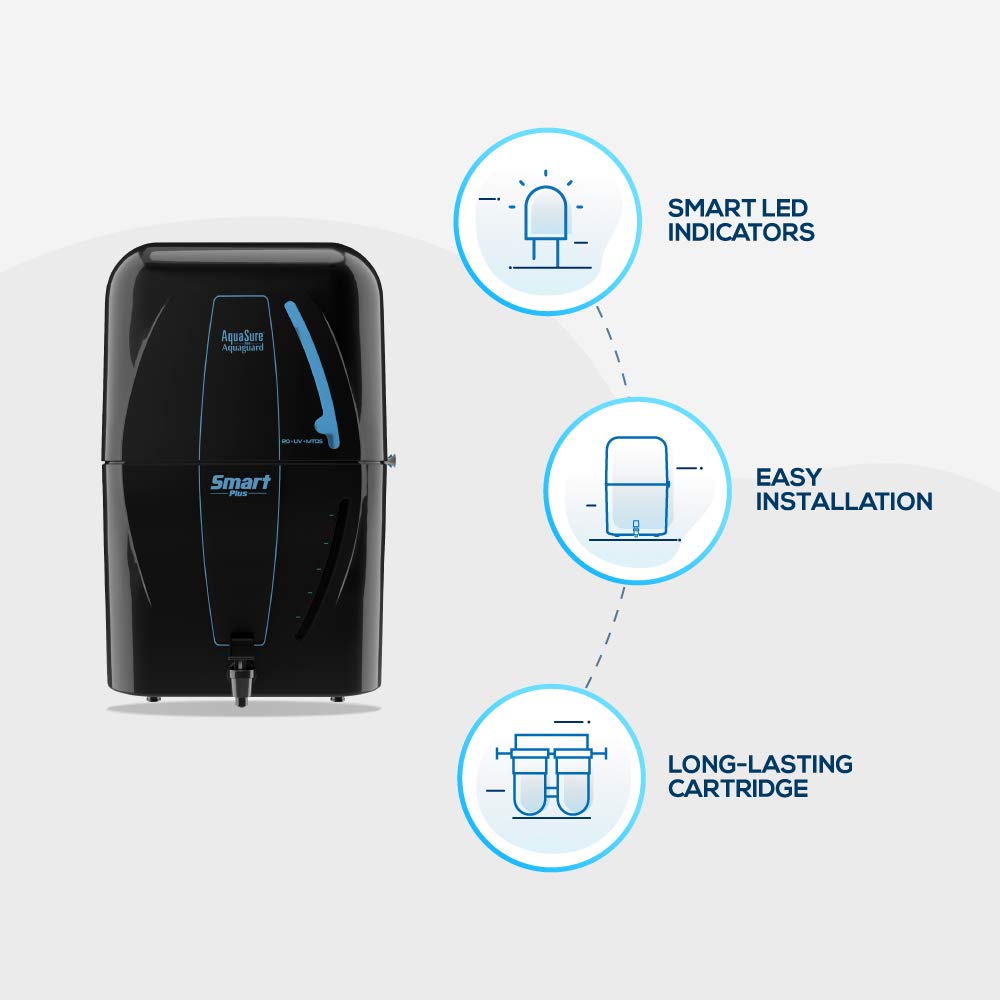 SMART LED
INDICATORS
AquaSure
Aquaguard
RO+UV+MTDS
Smart
Plus
EASY
INSTALLATION
LONG-LASTING
CARTRIDGE